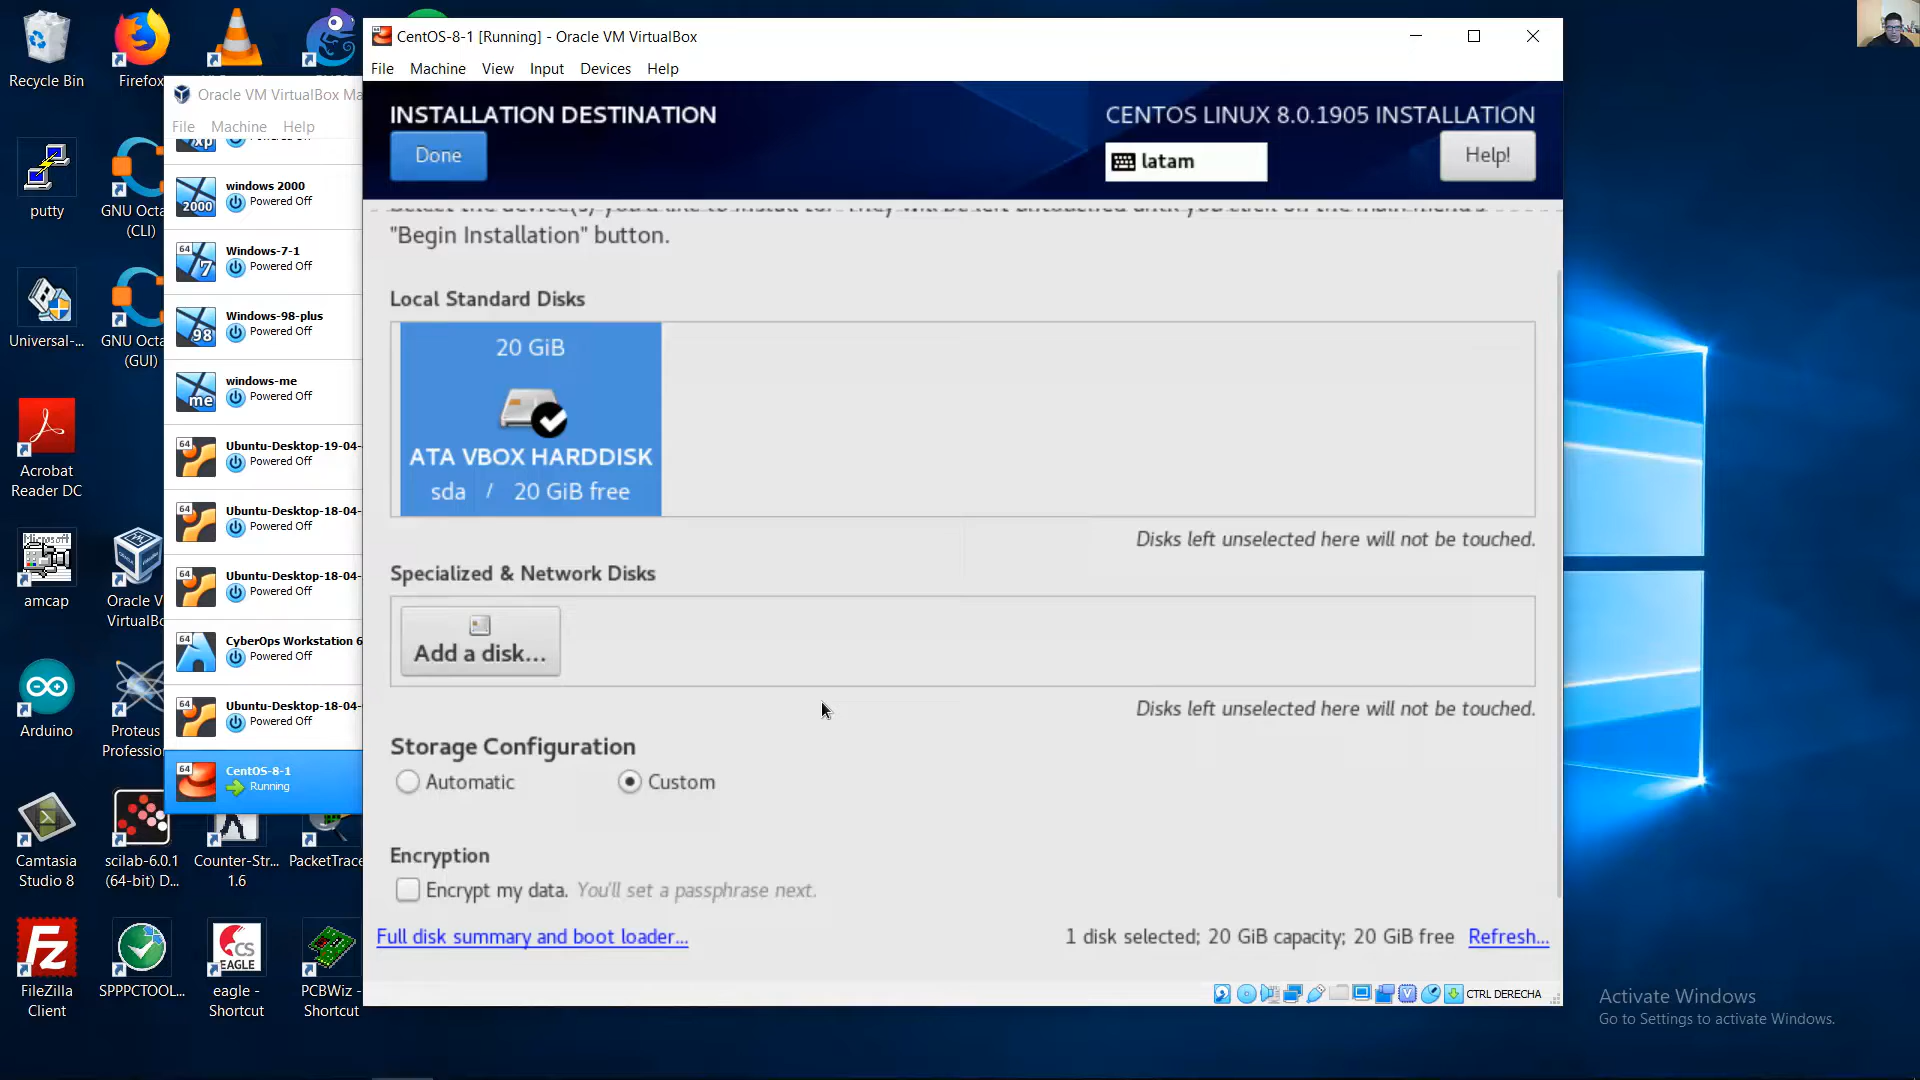 Recycle Bin
Firefox
putty
GNU Octa
(CLI)
Universal-...
GNU Octa
(GUI)
Acrobat
Reader DC
amcap
Oracle V
VirtualBo
Arduino
Proteus
Professio
Camtasia
Studio 8
scilab-6.0.1
(64-bit) D...
Counter-Str...
1.6
PacketTrace
FileZilla
Client
SPPPCTOOL...
eagle -
Shortcut
PCBWiz -
Shortcut
Oracle VM VirtualBox Ma
File Machine Help
windows 2000
Powered Off
Windows-7-1
Powered Off
Windows-98-plus
Powered Off
windows-me
Powered Off
Ubuntu-Desktop-19-04-
Powered Off
Ubuntu-Desktop-18-04-
Powered Off
Ubuntu-Desktop-18-04-
Powered Off
CyberOps Workstation 6
Powered Off
Ubuntu-Desktop-18-04-
Powered Off
CentOS-8-1
Running
CentOS-8-1 [Running] - Oracle VM VirtualBox
File Machine View Input Devices Help
INSTALLATION DESTINATION
Done
CENTOS LINUX 8.0.1905 INSTALLATION
latam
Help!
"Begin Installation" button.
Local Standard Disks
20 GiB
ATA VBOX HARDDISK
sda / 20 GiB free
Disks left unselected here will not be touched.
Specialized & Network Disks
Add a disk...
Disks left unselected here will not be touched.
Storage Configuration
Automatic Custom
Encryption
Encrypt my data. You'll set a passphrase next.
Full disk summary and boot loader...
1 disk selected; 20 GiB capacity; 20 GiB free Refresh...
CTRL DERECHA
Activate Windows
Go to Settings to activate Windows.